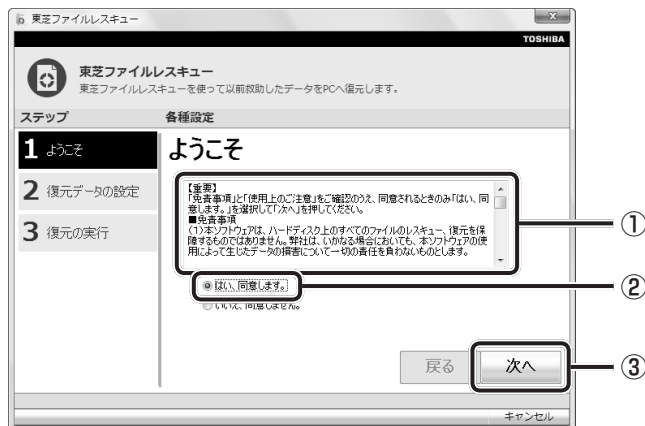 東芝ファイルレスキュー
TOSHIBA
東芝ファイルレスキュー
東芝ファイルレスキューを使って以前救助したデータをPCへ復元します。
ステップ
各種設定
1 ようこそ
2 復元データの設定
3 復元の実行
ようこそ
【重要】
「免責事項」と「使用上のご注意」をご確認のうえ、同意されるときのみ「はい、同
意します。」を選択して「次へ」を押してください。
■免責事項
(1)本ソフトウェアは、ハードディスク上のすべてのファイルのレスキュー、復元を保
障するものではありません。弊社は、いかなる場合においても、本ソフトウェアの使
用によって生じたデータの損害について一切の責任を負わないものとします。
①
はい、同意します。
②
いいえ、同意しません。
戻る
次へ
③
キャンセル